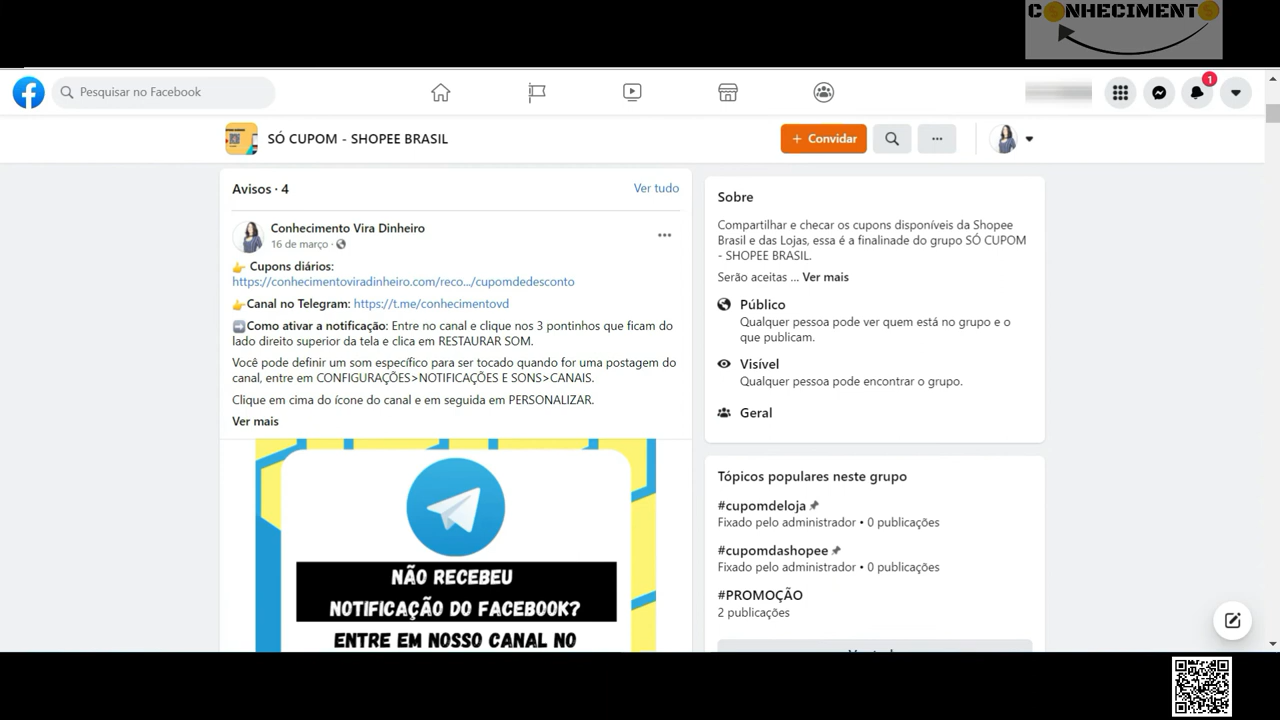 CONHECIMENTO
Pesquisar no Facebook
1
SÓ CUPOM - SHOPEE BRASIL
+ Convidar
Avisos · 4
Ver tudo
Conhecimento Vira Dinheiro
16 de março ·
👉 Cupons diários:
https://conhecimentoviradinheiro.com/reco.../cupomdedesconto
👉Canal no Telegram: https://t.me/conhecimentovd
➡️Como ativar a notificação: Entre no canal e clique nos 3 pontinhos que ficam do
lado direito superior da tela e clica em RESTAURAR SOM.
Você pode definir um som específico para ser tocado quando for uma postagem do
canal, entre em CONFIGURAÇÕES>NOTIFICAÇÕES E SONS>CANAIS.
Clique em cima do ícone do canal e em seguida em PERSONALIZAR.
Ver mais
NÃO RECEBEU
NOTIFICAÇÃO DO FACEBOOK?
ENTRE EM NOSSO CANAL NO
Sobre
Compartilhar e checar os cupons disponíveis da Shopee
Brasil e das Lojas, essa é a finalinade do grupo SÓ CUPOM
- SHOPEE BRASIL.
Serão aceitas ... Ver mais
Público
Qualquer pessoa pode ver quem está no grupo e o
que publicam.
Visível
Qualquer pessoa pode encontrar o grupo.
Geral
Tópicos populares neste grupo
#cupomdeloja
Fixado pelo administrador • 0 publicações
#cupomdashopee
Fixado pelo administrador • 0 publicações
#PROMOÇÃO
2 publicações